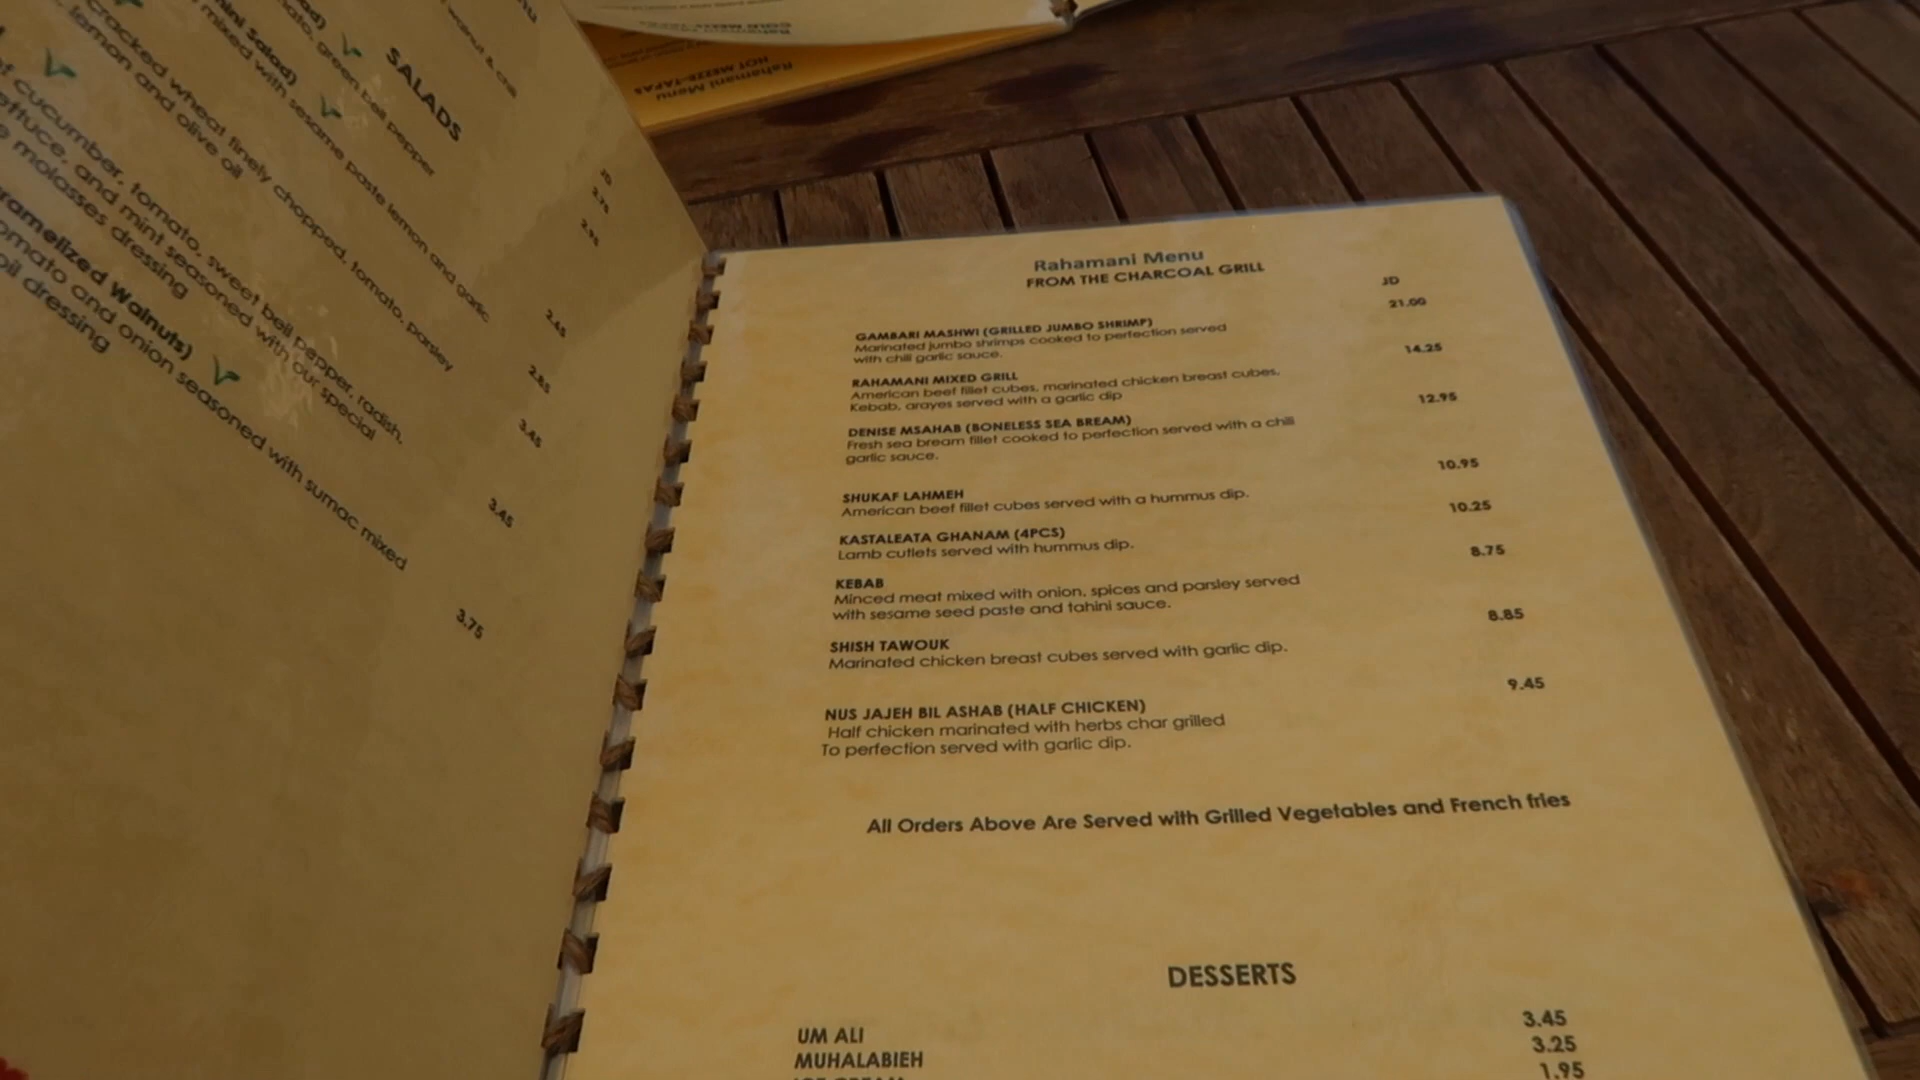 SALADS
JD
2.75
2.95
green bell pepper
mixed with sesame paste lemon and garlic
2.65
cracked wheat finely chopped, tomato, parsley
lemon and olive oil
2.85
3.45
of cucumber, tomato, sweet bell pepper, radish,
and mint seasoned with our special
molasses dressing
3.45
Walnuts)
and onion seasoned with sumac mixed
oil dressing
3.75
Rahamani Menu
HOT MEZZE-TAPAS
Rahamani Menu
FROM THE CHARCOAL GRILL
JD
21.00
GAMBARI MASHWI (GRILLED JUMBO SHRIMP)
Marinated jumbo shrimps cooked to perfection served
with chili garlic sauce.
14.25
RAHAMANI MIXED GRILL
American beef fillet cubes, marinated chicken breast cubes,
Kebab, arayes served with a garlic dip
12.95
DENISE MSAHAB (BONELESS SEA BREAM)
Fresh sea bream fillet cooked to perfection served with a chili
garlic sauce.
10.95
SHUKAF LAHMEH
American beef fillet cubes served with a hummus dip.
10.25
KASTALEATA GHANAM (4PCS)
Lamb cutlets served with hummus dip.
8.75
KEBAB
Minced meat mixed with onion, spices and parsley served
with sesame seed paste and tahini sauce.
8.85
SHISH TAWOUK
Marinated chicken breast cubes served with garlic dip.
9.45
NUS JAJEH BIL ASHAB (HALF CHICKEN)
Half chicken marinated with herbs char grilled
To perfection served with garlic dip.
All Orders Above Are Served with Grilled Vegetables and French fries
DESSERTS
UM ALI 3.45
MUHALABIEH 3.25
1.95